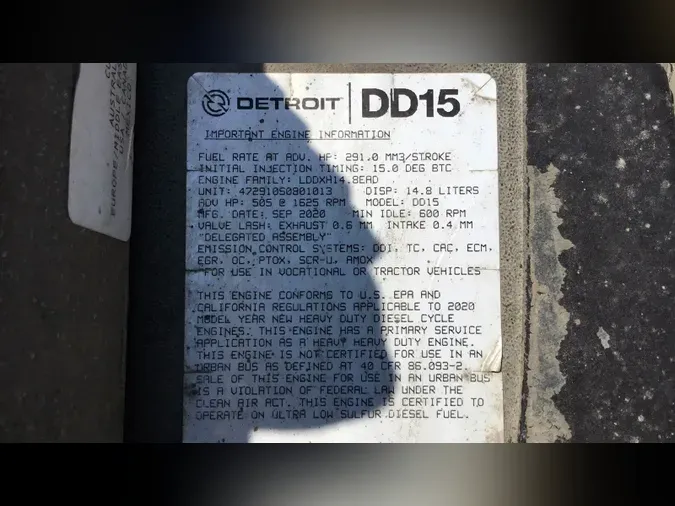 DETROIT | DD15
IMPORTANT ENGINE INFORMATION
FUEL RATE AT ADV. HP: 291.0 MM3/STROKE
INITIAL INJECTION TIMING: 15.0 DEG BTC
ENGINE FAMILY: LDDXH14.8EAD
UNIT: 472910S0801013 DISP: 14.8 LITERS
ADV HP: 505 @ 1625 RPM MODEL: DD15
MFG. DATE: SEP 2020 MIN IDLE: 600 RPM
VALVE LASH: EXHAUST 0.6 MM INTAKE 0.4 MM
"DELEGATED ASSEMBLY"
EMISSION CONTROL SYSTEMS: DDI, TC, CAC, ECM,
EGR, OC, PTOX, SCR-U, AMOX
FOR USE IN VOCATIONAL OR TRACTOR VEHICLES
THIS ENGINE CONFORMS TO U.S. EPA AND
CALIFORNIA REGULATIONS APPLICABLE TO 2020
MODEL YEAR NEW HEAVY DUTY DIESEL CYCLE
ENGINES. THIS ENGINE HAS A PRIMARY SERVICE
APPLICATION AS A HEAVY HEAVY DUTY ENGINE.
THIS ENGINE IS NOT CERTIFIED FOR USE IN AN
URBAN BUS AS DEFINED AT 40 CFR 86.093-2.
SALE OF THIS ENGINE FOR USE IN AN URBAN BUS
IS A VIOLATION OF FEDERAL LAW UNDER THE
CLEAN AIR ACT. THIS ENGINE IS CERTIFIED TO
OPERATE ON ULTRA LOW SULFUR DIESEL FUEL.
AUSTRAL
EUROPE MIDDLE EAS
USA
MEXICO